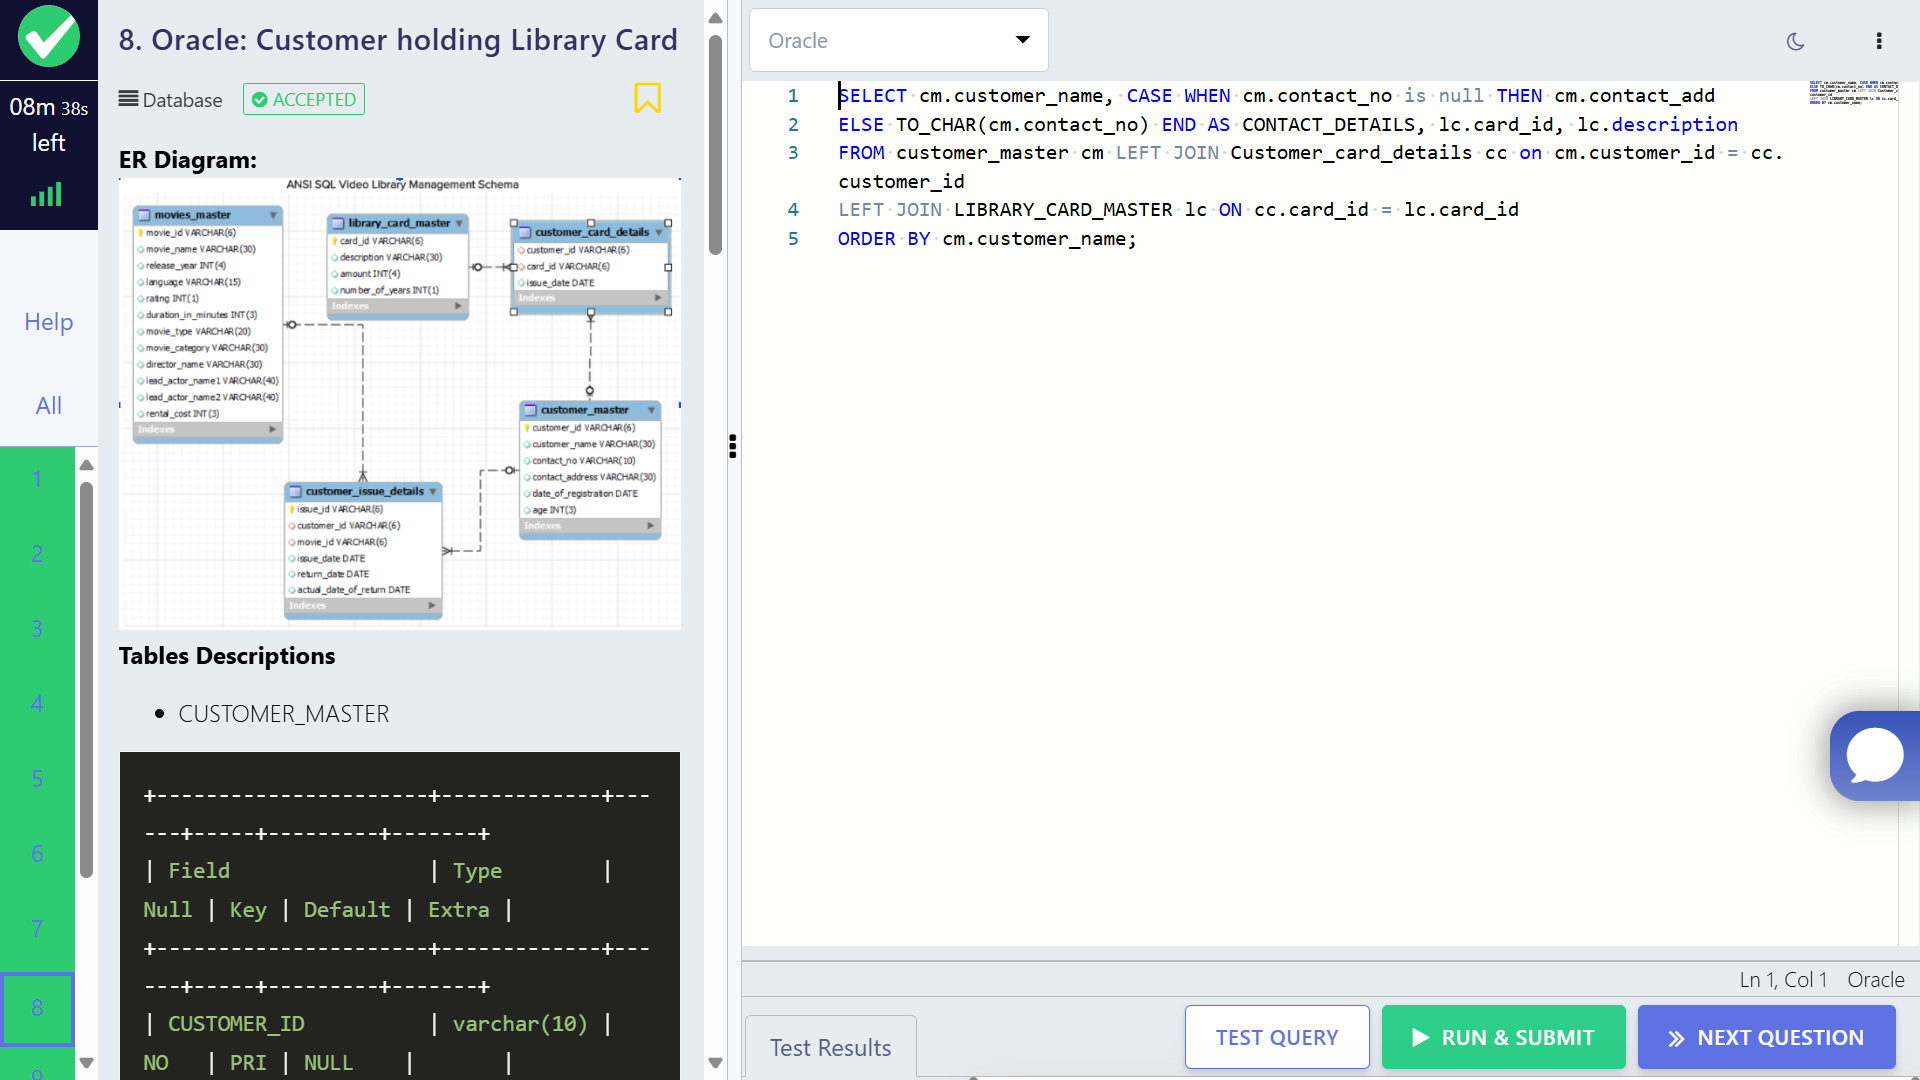 8. Oracle: Customer holding Library Card
Database
ACCEPTED
08m 38s
left
Help
All
1
2
3
4
5
6
7
8
9
ER Diagram:
ANSI SQL Video Library Management Schema
movies_master
movie_id VARCHAR(6)
movie_name VARCHAR(30)
release_year INT(4)
language VARCHAR(15)
rating INT(1)
duration_in_minutes INT(3)
movie_type VARCHAR(20)
movie_category VARCHAR(30)
director_name VARCHAR(30)
lead_actor_name1 VARCHAR(40)
lead_actor_name2 VARCHAR(40)
rental_cost INT(3)
Indexes
library_card_master
card_id VARCHAR(6)
description VARCHAR(30)
amount INT(4)
number_of_years INT(1)
Indexes
customer_card_details
customer_id VARCHAR(6)
card_id VARCHAR(6)
issue_date DATE
Indexes
customer_master
customer_id VARCHAR(6)
customer_name VARCHAR(30)
contact_no VARCHAR(10)
contact_address VARCHAR(30)
date_of_registration DATE
age INT(3)
Indexes
customer_issue_details
issue_id VARCHAR(6)
customer_id VARCHAR(6)
movie_id VARCHAR(6)
issue_date DATE
return_date DATE
actual_date_of_return DATE
Indexes
Tables Descriptions
• CUSTOMER_MASTER
+----------------------+-------------+---
---+-----+---------+-------+
| Field | Type |
Null | Key | Default | Extra |
+----------------------+-------------+---
---+-----+---------+-------+
| CUSTOMER_ID | varchar(10) |
NO | PRI | NULL | |
Oracle
1 SELECT cm.customer_name, CASE WHEN cm.contact_no is null THEN cm.contact_add
2 ELSE TO_CHAR(cm.contact_no) END AS CONTACT_DETAILS, lc.card_id, lc.description
3 FROM customer_master cm LEFT JOIN Customer_card_details cc on cm.customer_id = cc.
customer_id
4 LEFT JOIN LIBRARY_CARD_MASTER lc ON cc.card_id = lc.card_id
5 ORDER BY cm.customer_name;
Ln 1, Col 1 Oracle
Test Results
TEST QUERY
RUN & SUBMIT
NEXT QUESTION